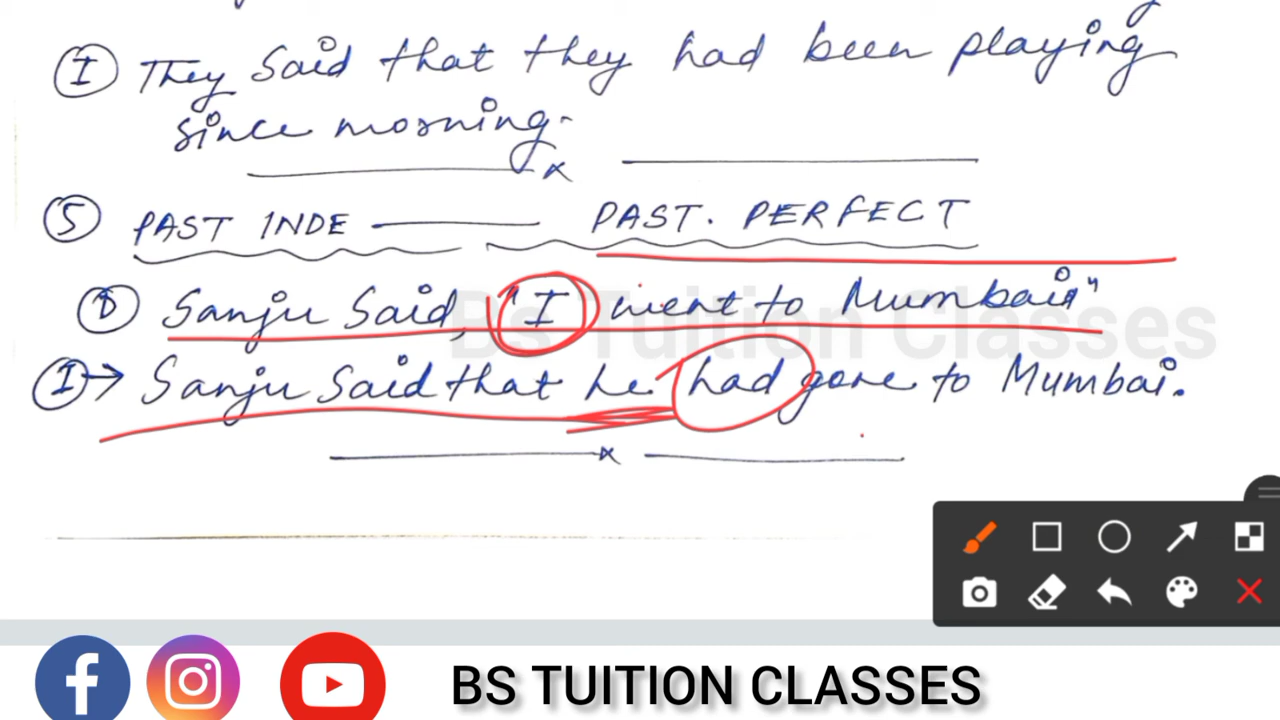 I They Said that they had been playing
since morning.
x
5 PAST INDE — PAST. PERFECT
D Sanju Said, "I went to Mumbai"
I → Sanju Said that he had gone to Mumbai.
x
Bs Tuition Classes
BS TUITION CLASSES